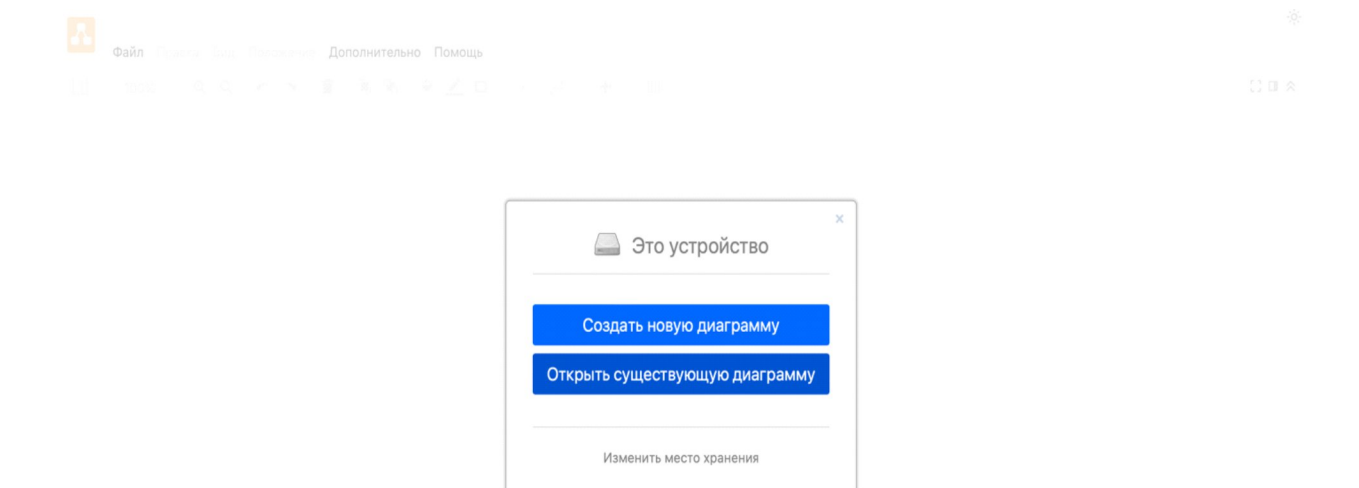 Файл Дополнительно Помощь
Это устройство
Создать новую диаграмму
Открыть существующую диаграмму
Изменить место хранения